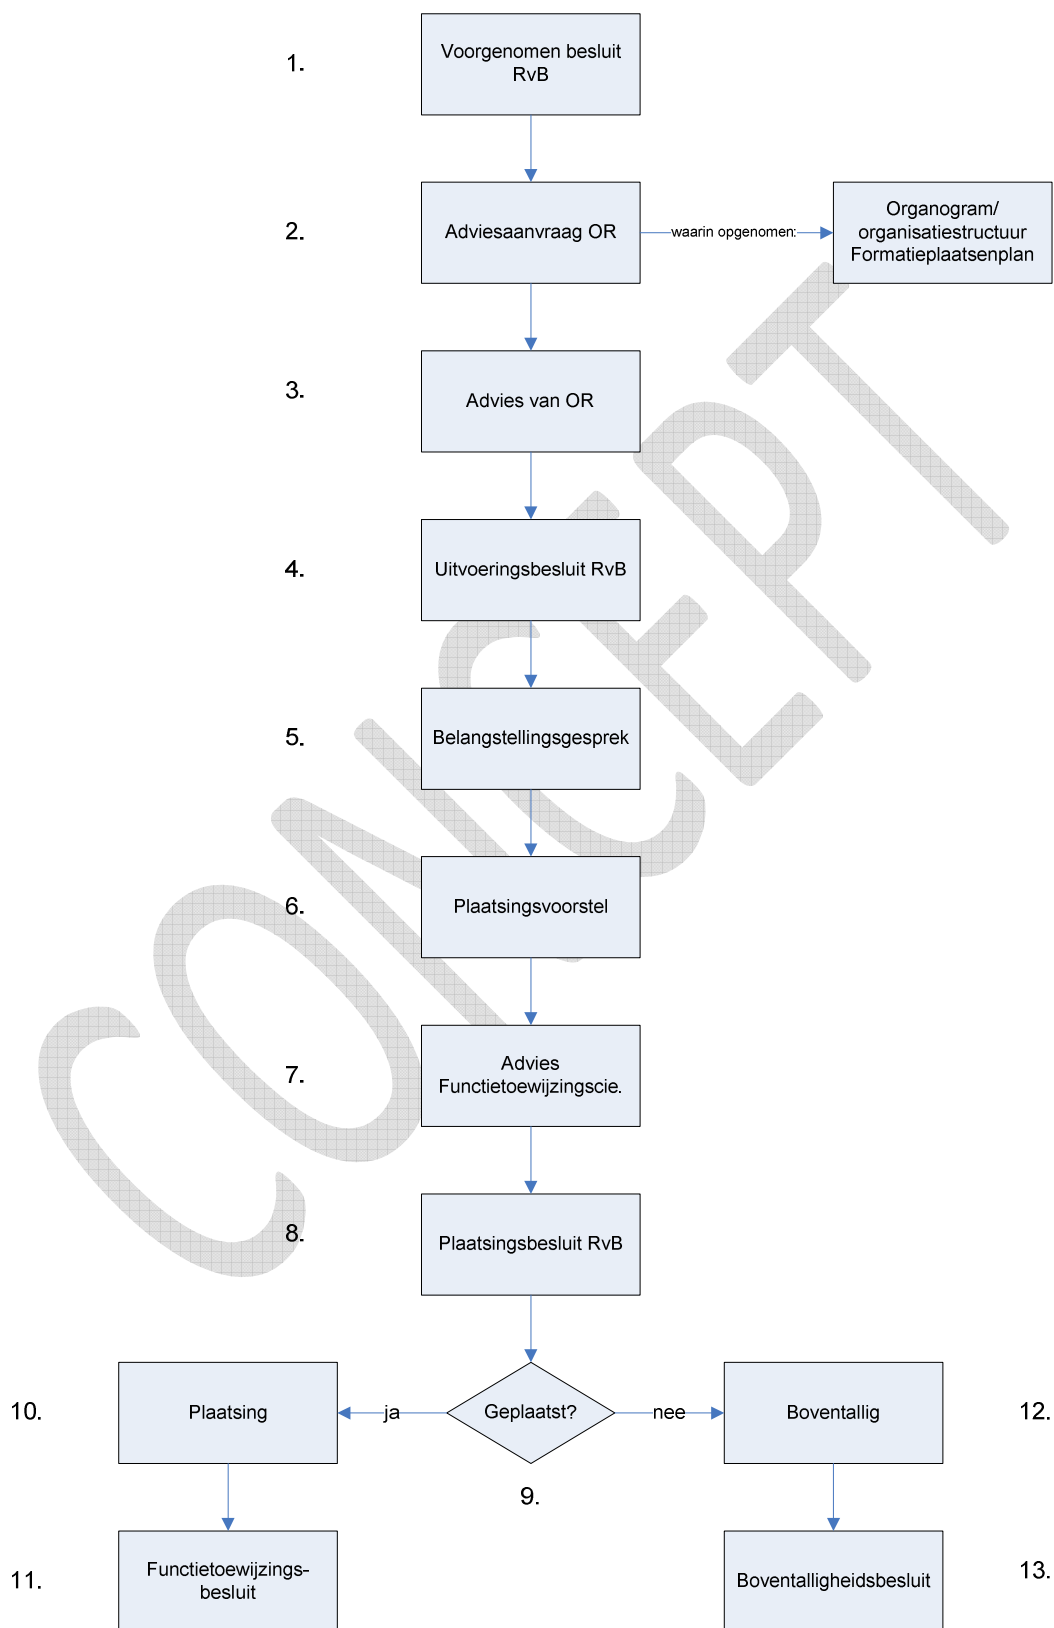 1.
Voorgenomen besluit
RvB
2.
Adviesaanvraag OR
waarin opgenomen:
Organogram/
organisatiestructuur
Formatieplaatsenplan
3.
Advies van OR
4.
Uitvoeringsbesluit RvB
5.
Belangstellingsgesprek
6.
Plaatsingsvoorstel
7.
Advies
Functietoewijzingscie.
8.
Plaatsingsbesluit RvB
10.
Plaatsing
ja
Geplaatst?
nee
Boventallig
12.
9.
11.
Functietoewijzings-
besluit
Boventalligheidsbesluit
13.
CONCEPT